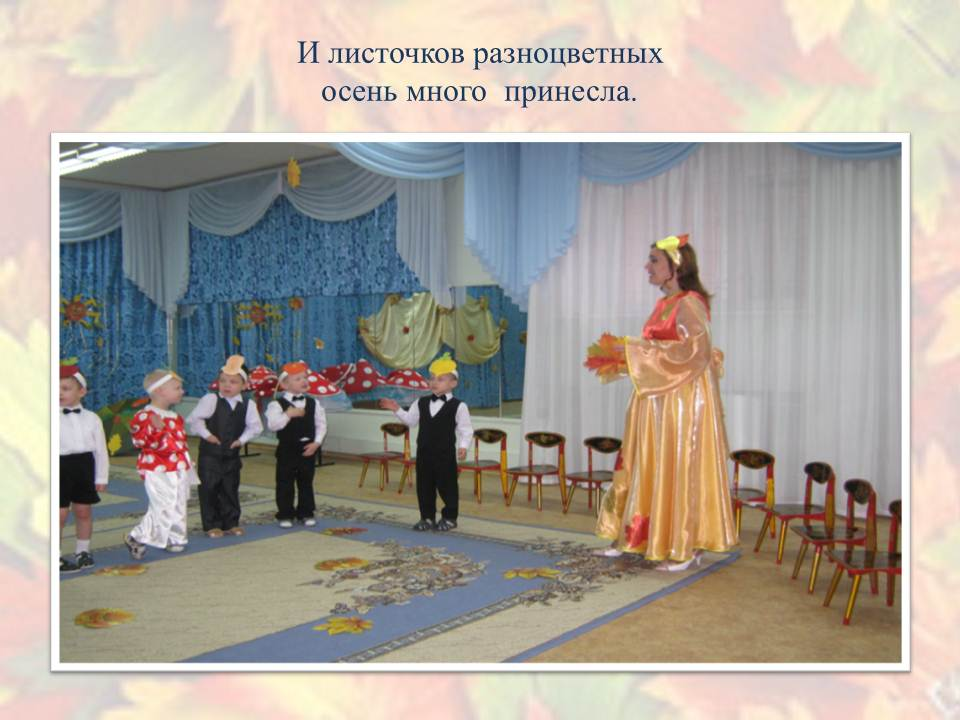 И листочков разноцветных
осень много  принесла.